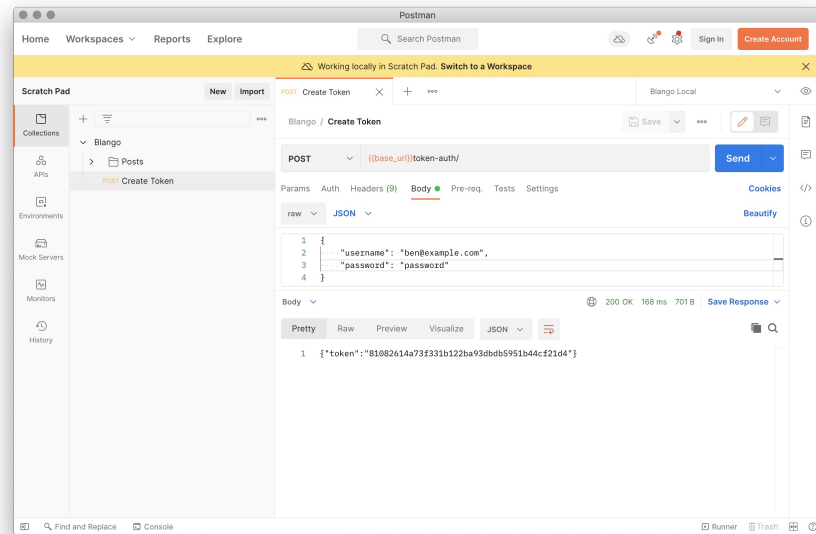 Postman
Home Workspaces Reports Explore Search Postman Sign In Create Account
Working locally in Scratch Pad. Switch to a Workspace
Scratch Pad New Import POST Create Token Blango Local
Collections
Blango / Create Token Save
Blango
Posts
POST Create Token
POST {{base_url}}token-auth/ Send
APIs
Params Auth Headers (9) Body Pre-req. Tests Settings Cookies
Environments
raw JSON Beautify
1 {
2 "username": "ben@example.com",
3 "password": "password"
4 }
Mock Servers
Monitors
Body 200 OK 168 ms 701 B Save Response
Pretty Raw Preview Visualize JSON
History
1 {"token":"81082614a73f331b122ba93dbdb5951b44cf21d4"}
Find and Replace Console Runner Trash